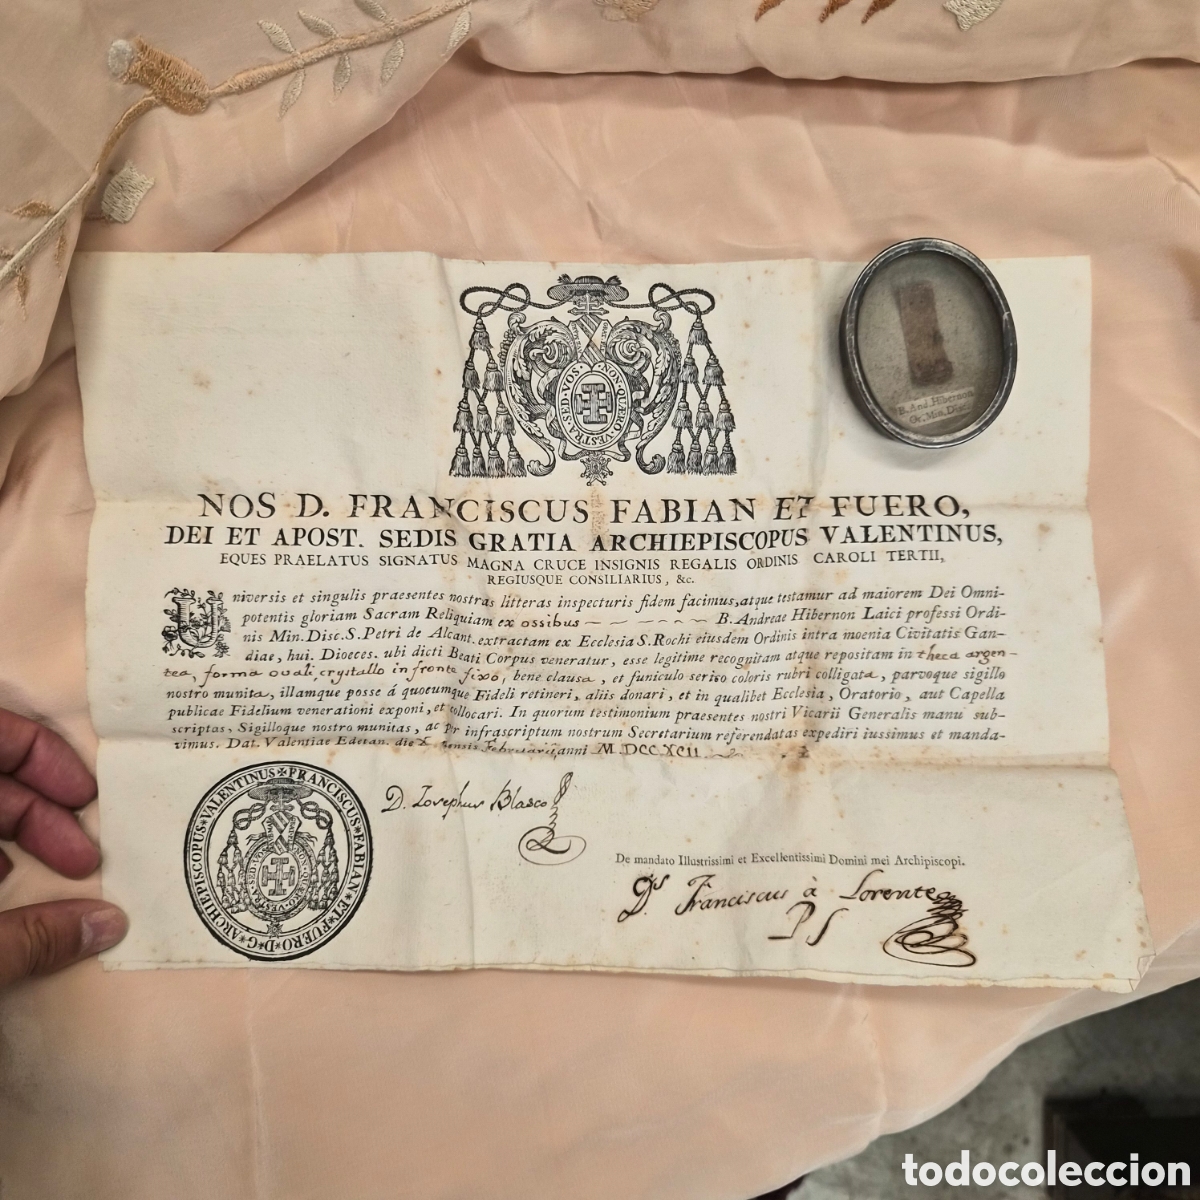 SED·VOS· NON·QUÆRO·VESTRA·
NOS D. FRANCISCUS FABIAN ET FUERO,
DEI ET APOST. SEDIS GRATIA ARCHIEPISCOPUS VALENTINUS,
EQUES PRAELATUS SIGNATUS MAGNA CRUCE INSIGNIS REGALIS ORDINIS CAROLI TERTII,
REGIUSQUE CONSILIARIUS, &c.
Universis et singulis praesentes nostras litteras inspecturis fidem facimus, atque testamur ad maiorem Dei Omni-
potentis gloriam Sacram Reliquiam ex ossibus B. Andreae Hibernon Laici professi Ordi-
nis Min. Disc. S. Petri de Alcant. extractam ex Ecclesia S. Rochi eiusdem Ordinis intra moenia Civitatis Gan-
diae, hui. Dioeces. ubi dicti Beati Corpus veneratur, esse legitime recognitam atque repositam in theca argen-
tea, forma ovali, crystallo in fronte fixo, bene clausa, et funiculo serico coloris rubri colligata, parvoque sigillo
nostro munita, illamque posse á quocumque Fideli retineri, aliis donari, et in qualibet Ecclesia, Oratorio, aut Capella
publicae Fidelium venerationi exponi, et collocari. In quorum testimonium praesentes nostri Vicarii Generalis manu sub-
scriptas, Sigilloque nostro munitas, ac per infrascriptum nostrum Secretarium referendatas expediri iussimus et manda-
vimus. Dat. Valentiae Edetan. die X mensis Februarii, anni M.DCCXCII.
B. And. Hibernon
Or. Min. Disc.
FRANCISCUS★FABIAN★ET★FUERO★D★G★ARCHIEPISCOPUS★VALENTINUS
D. Josephus Blasco
De mandato Illustrissimi et Excellentissimi Domini mei Archiepiscopi.
Ds. Franciscus à Lorente
PS
todocoleccion